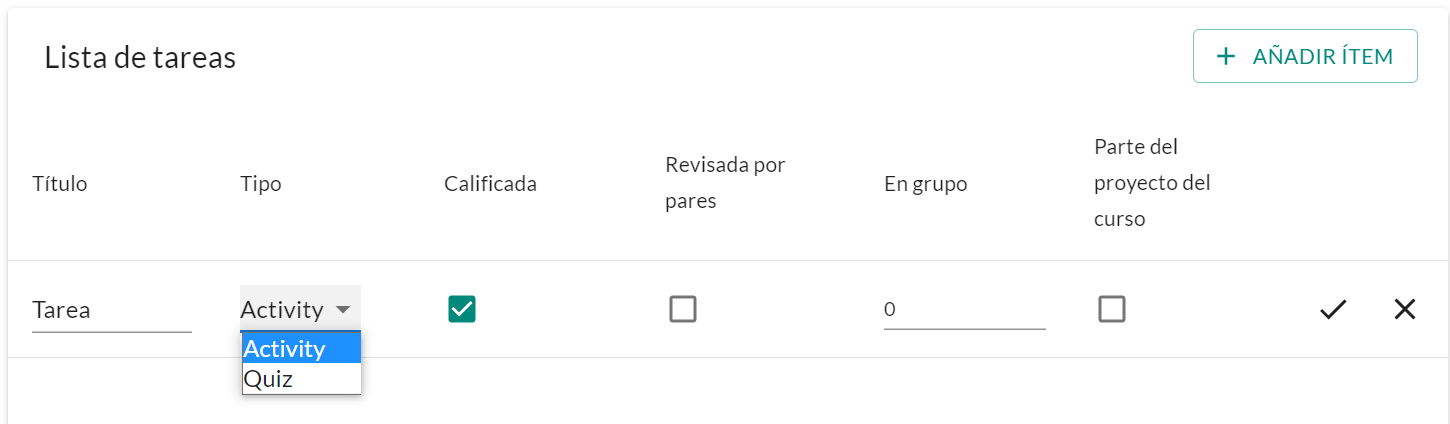 Lista de tareas
AÑADIR ÍTEM
Título
Tipo
Calificada
Revisada por
pares
En grupo
Parte del
proyecto del
curso
Tarea
Activity
0
Activity
Quiz